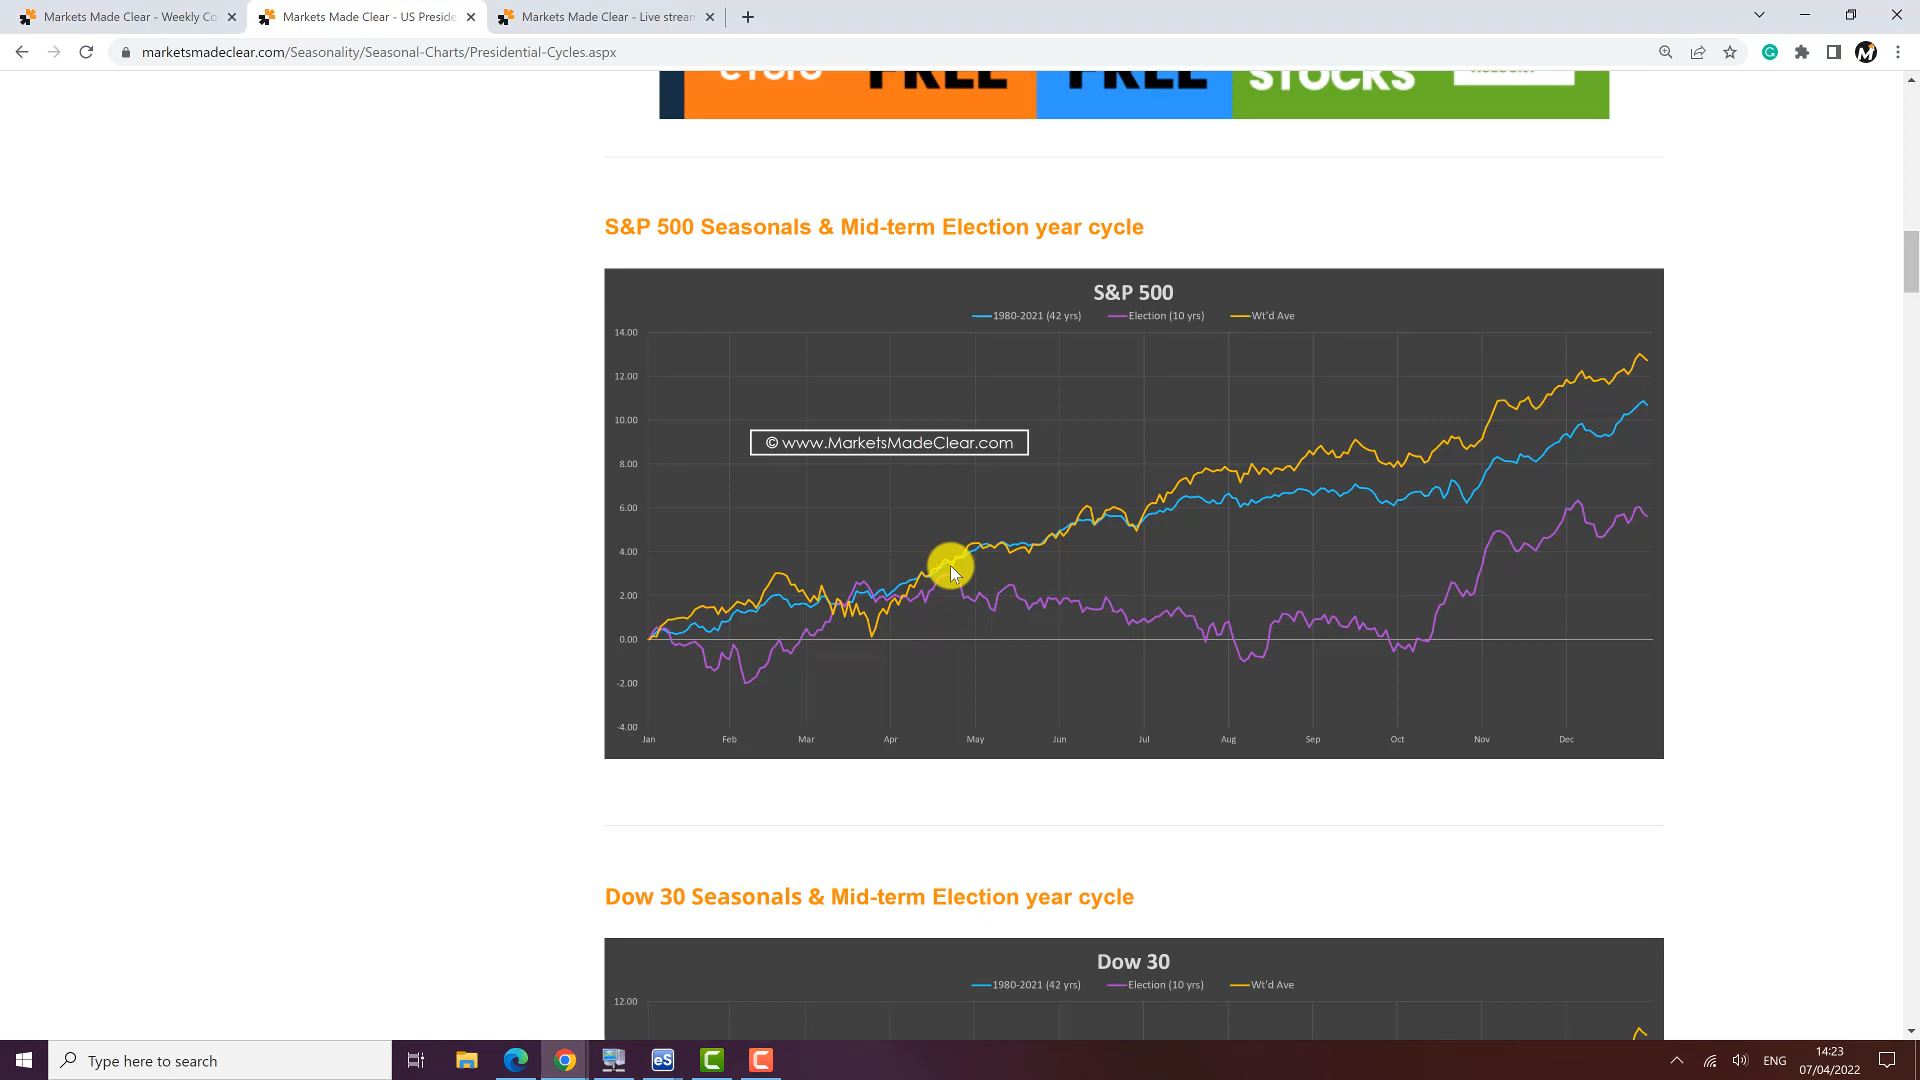 Markets Made Clear - Weekly Co
Markets Made Clear - US Preside
Markets Made Clear - Live stream
marketsmadeclear.com/Seasonality/Seasonal-Charts/Presidential-Cycles.aspx
eToro FREE FREE STOCKS
S&P 500 Seasonals & Mid-term Election year cycle
S&P 500
1980-2021 (42 yrs) Election (10 yrs) Wt'd Ave
14.00
12.00
10.00
© www.MarketsMadeClear.com
8.00
6.00
4.00
2.00
0.00
-2.00
-4.00
Jan Feb Mar Apr May Jun Jul Aug Sep Oct Nov Dec
Dow 30 Seasonals & Mid-term Election year cycle
Dow 30
1980-2021 (42 yrs) Election (10 yrs) Wt'd Ave
12.00
Type here to search
eS
ENG
14:23
07/04/2022